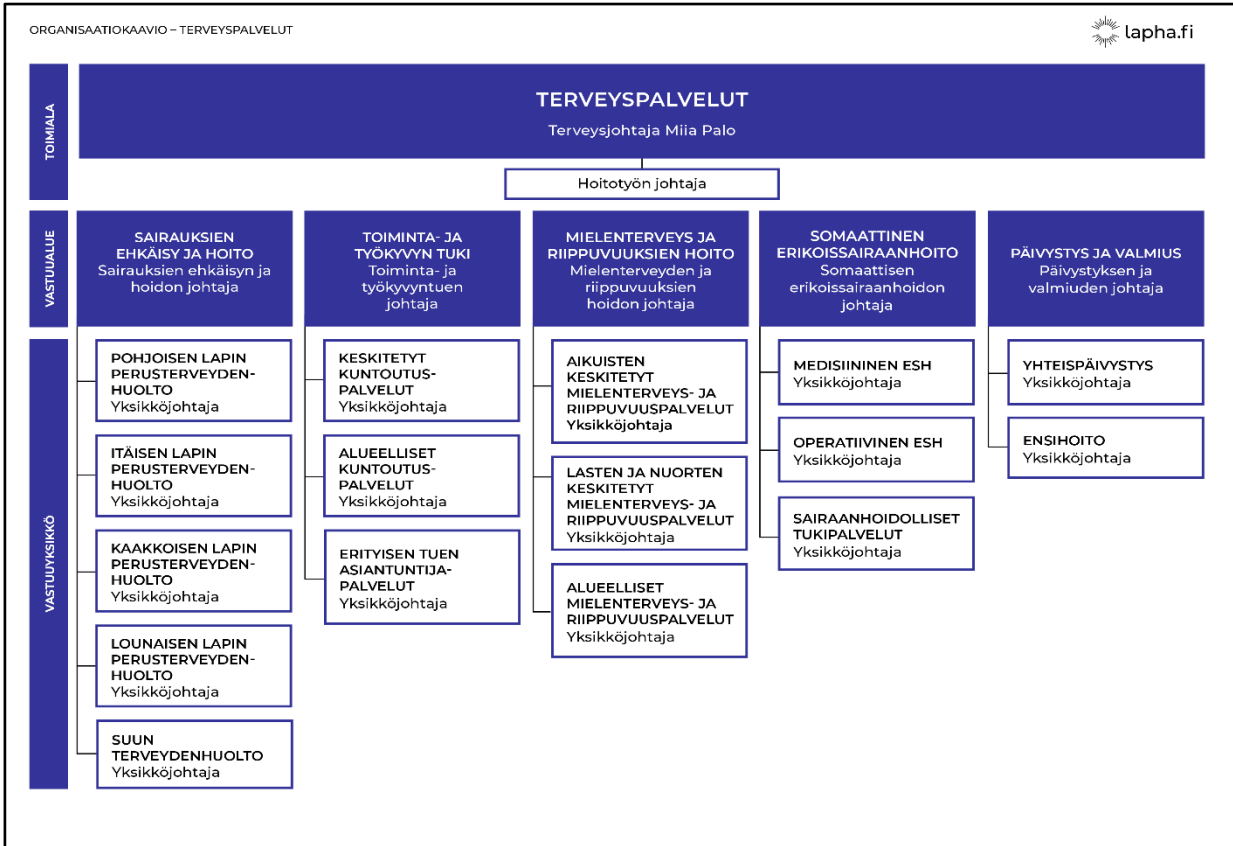 ORGANISAATIOKAAVIO – TERVEYSPALVELUT
lapha.fi
TOIMIALA
TERVEYSPALVELUT
Terveysjohtaja Miia Palo
Hoitotyön johtaja
VASTUUALUE
SAIRAUKSIEN
EHKÄISY JA HOITO
Sairauksien ehkäisyn ja
hoidon johtaja
TOIMINTA- JA
TYÖKYVYN TUKI
Toiminta- ja
työkyvyntuen
johtaja
MIELENTERVEYS JA
RIIPPUVUUKSIEN HOITO
Mielenterveyden ja
riippuvuuksien
hoidon johtaja
SOMAATTINEN
ERIKOISSAIRAANHOITO
Somaattisen
erikoissairaanhoidon
johtaja
PÄIVYSTYS JA VALMIUS
Päivystyksen ja
valmiuden johtaja
VASTUUYKSIKKÖ
POHJOISEN LAPIN
PERUSTERVEYDEN-
HUOLTO
Yksikköjohtaja
ITÄISEN LAPIN
PERUSTERVEYDEN-
HUOLTO
Yksikköjohtaja
KAAKKOISEN LAPIN
PERUSTERVEYDEN-
HUOLTO
Yksikköjohtaja
LOUNAISEN LAPIN
PERUSTERVEYDEN-
HUOLTO
Yksikköjohtaja
SUUN
TERVEYDENHUOLTO
Yksikköjohtaja
KESKITETYT
KUNTOUTUS-
PALVELUT
Yksikköjohtaja
ALUEELLISET
KUNTOUTUS-
PALVELUT
Yksikköjohtaja
ERITYISEN TUEN
ASIANTUNTIJA-
PALVELUT
Yksikköjohtaja
AIKUISTEN
KESKITETYT
MIELENTERVEYS- JA
RIIPPUVUUSPALVELUT
Yksikköjohtaja
LASTEN JA NUORTEN
KESKITETYT
MIELENTERVEYS- JA
RIIPPUVUUSPALVELUT
Yksikköjohtaja
ALUEELLISET
MIELENTERVEYS- JA
RIIPPUVUUSPALVELUT
Yksikköjohtaja
MEDISIININEN ESH
Yksikköjohtaja
OPERATIIVINEN ESH
Yksikköjohtaja
SAIRAANHOIDOLLISET
TUKIPALVELUT
Yksikköjohtaja
YHTEISPÄIVYSTYS
Yksikköjohtaja
ENSIHOITO
Yksikköjohtaja